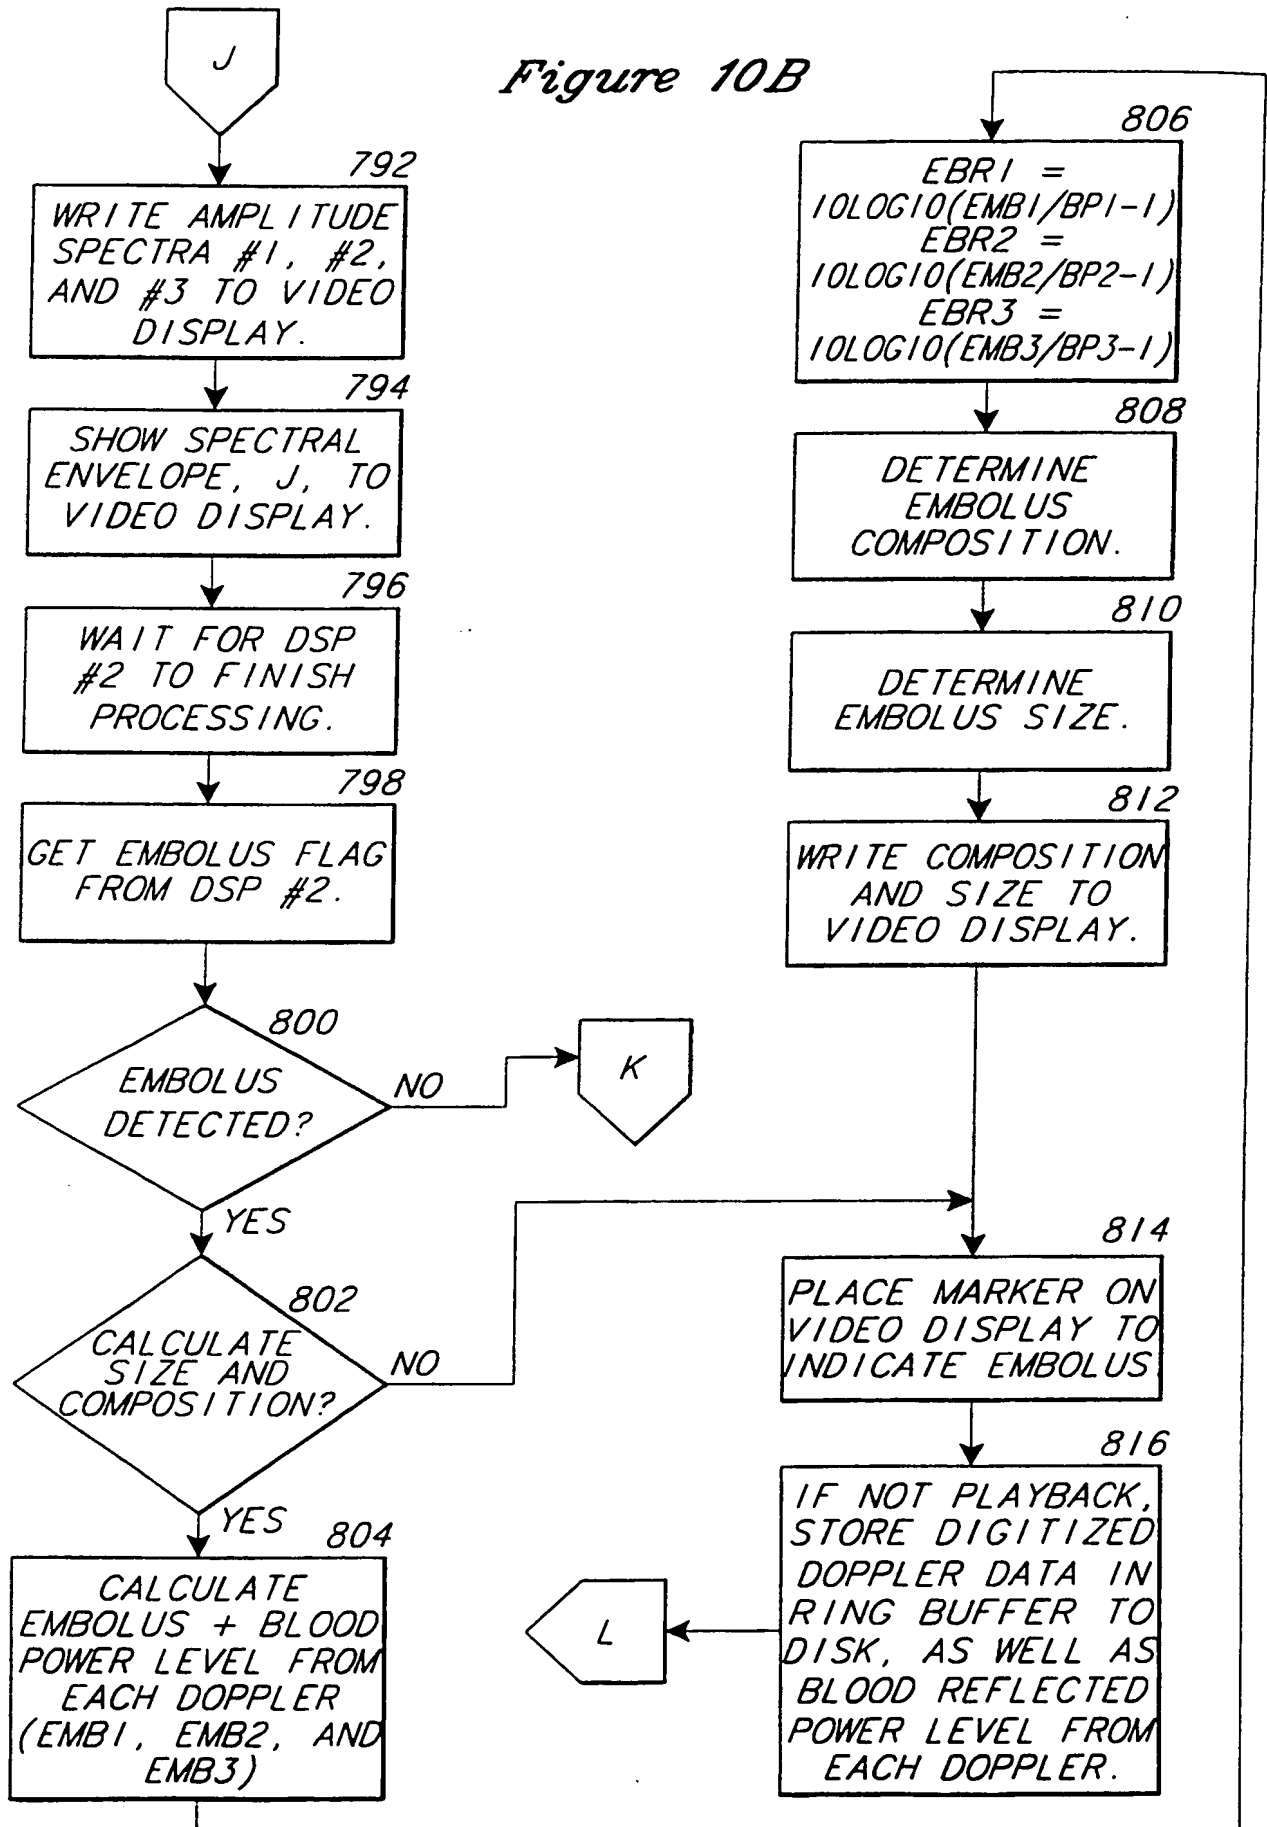 Figure 10B
J
792
WRITE AMPLITUDE
SPECTRA #1, #2,
AND #3 TO VIDEO
DISPLAY.
794
SHOW SPECTRAL
ENVELOPE, J, TO
VIDEO DISPLAY.
796
WAIT FOR DSP
#2 TO FINISH
PROCESSING.
798
GET EMBOLUS FLAG
FROM DSP #2.
800
EMBOLUS
DETECTED?
NO
K
YES
802
CALCULATE
SIZE AND
COMPOSITION?
NO
YES
804
CALCULATE
EMBOLUS + BLOOD
POWER LEVEL FROM
EACH DOPPLER
(EMB1, EMB2, AND
EMB3)
806
EBR1 =
10LOG10(EMB1/BP1-1)
EBR2 =
10LOG10(EMB2/BP2-1)
EBR3 =
10LOG10(EMB3/BP3-1)
808
DETERMINE
EMBOLUS
COMPOSITION.
810
DETERMINE
EMBOLUS SIZE.
812
WRITE COMPOSITION
AND SIZE TO
VIDEO DISPLAY.
814
PLACE MARKER ON
VIDEO DISPLAY TO
INDICATE EMBOLUS
816
IF NOT PLAYBACK,
STORE DIGITIZED
DOPPLER DATA IN
RING BUFFER TO
DISK, AS WELL AS
BLOOD REFLECTED
POWER LEVEL FROM
EACH DOPPLER.
L